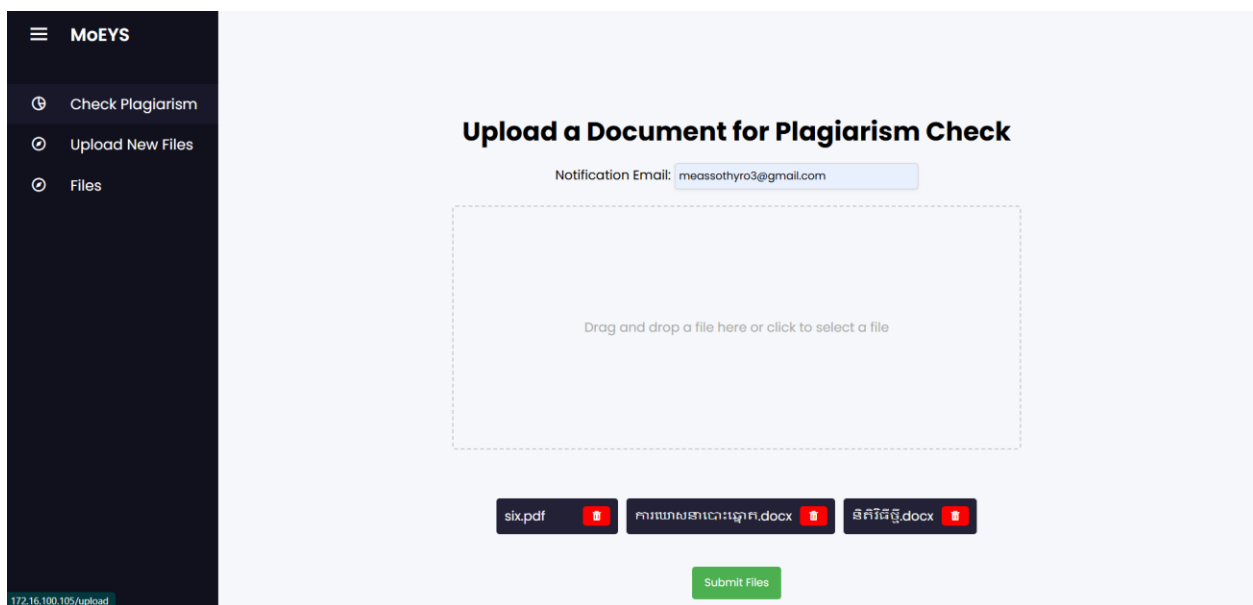 MoEYS
Check Plagiarism
Upload New Files
Files
Upload a Document for Plagiarism Check
Notification Email: meassothyro3@gmail.com
Drag and drop a file here or click to select a file
six.pdf ការឃោសនាបោះឆ្នោត.docx និតិវិធីថ្មី.docx
Submit Files
172.16.100.105/upload